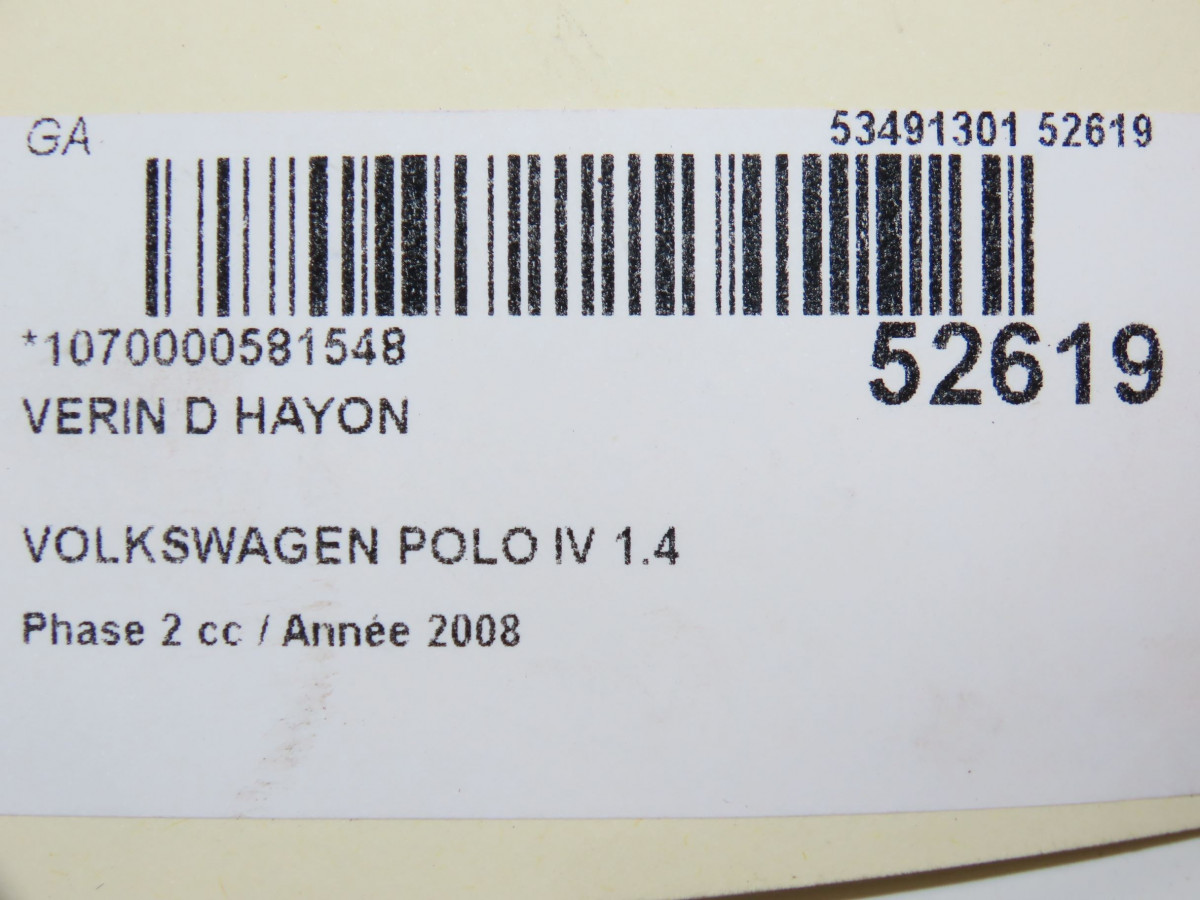 GA
53491301 52619
*1070000581548
52619
VERIN D HAYON
VOLKSWAGEN POLO IV 1.4
Phase 2 cc / Année 2008